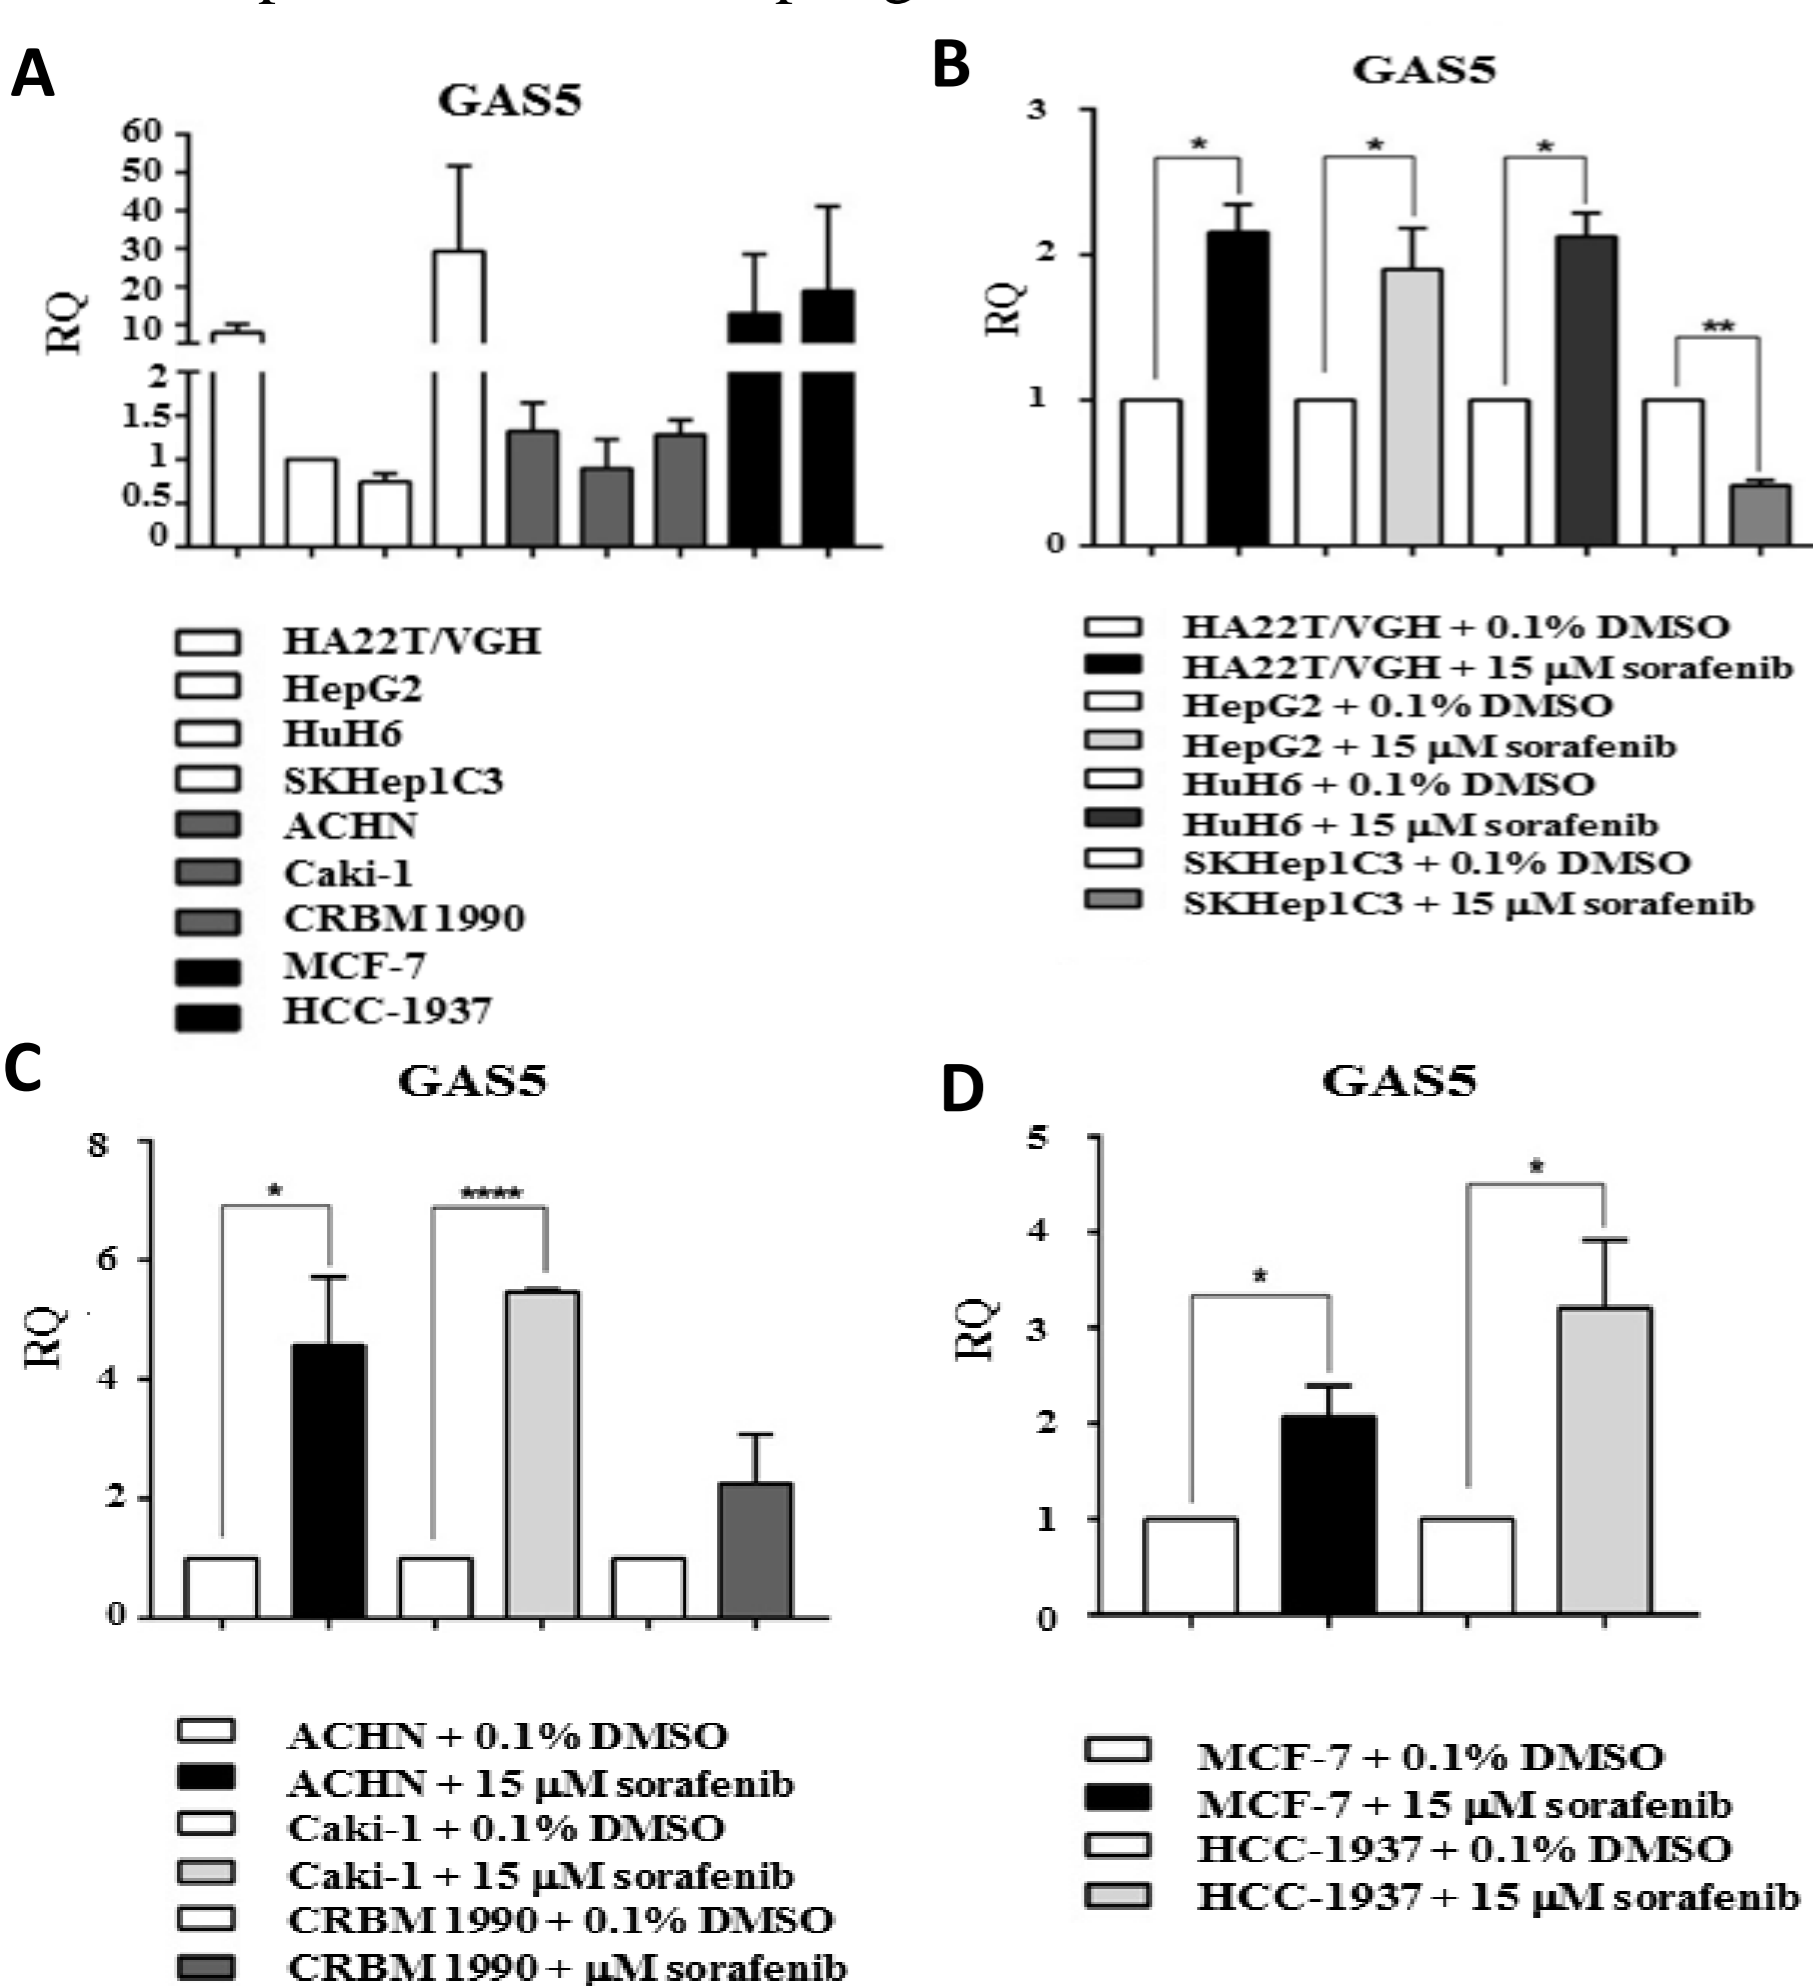 A
GAS5
60
50
40
30
20
10
2
1.5
1
0.5
0
RQ
HA22T/VGH
HepG2
HuH6
SKHep1C3
ACHN
Caki-1
CRBM 1990
MCF-7
HCC-1937
B
GAS5
3
2
1
0
RQ
*
*
*
**
HA22T/VGH + 0.1% DMSO
HA22T/VGH + 15 µM sorafenib
HepG2 + 0.1% DMSO
HepG2 + 15 µM sorafenib
HuH6 + 0.1% DMSO
HuH6 + 15 µM sorafenib
SKHep1C3 + 0.1% DMSO
SKHep1C3 + 15 µM sorafenib
C
GAS5
8
6
4
2
0
RQ
*
****
ACHN + 0.1% DMSO
ACHN + 15 µM sorafenib
Caki-1 + 0.1% DMSO
Caki-1 + 15 µM sorafenib
CRBM 1990 + 0.1% DMSO
CRBM 1990 + µM sorafenib
D
GAS5
5
4
3
2
1
0
RQ
*
*
MCF-7 + 0.1% DMSO
MCF-7 + 15 µM sorafenib
HCC-1937 + 0.1% DMSO
HCC-1937 + 15 µM sorafenib